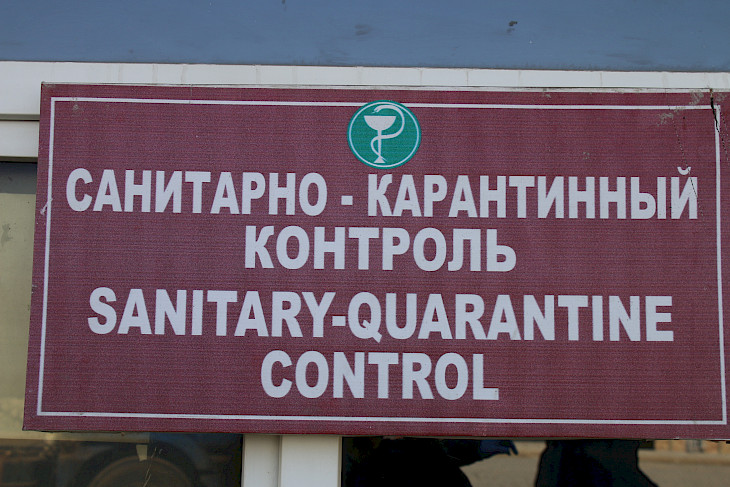 САНИТАРНО - КАРАНТИННЫЙ
КОНТРОЛЬ
SANITARY-QUARANTINE
CONTROL